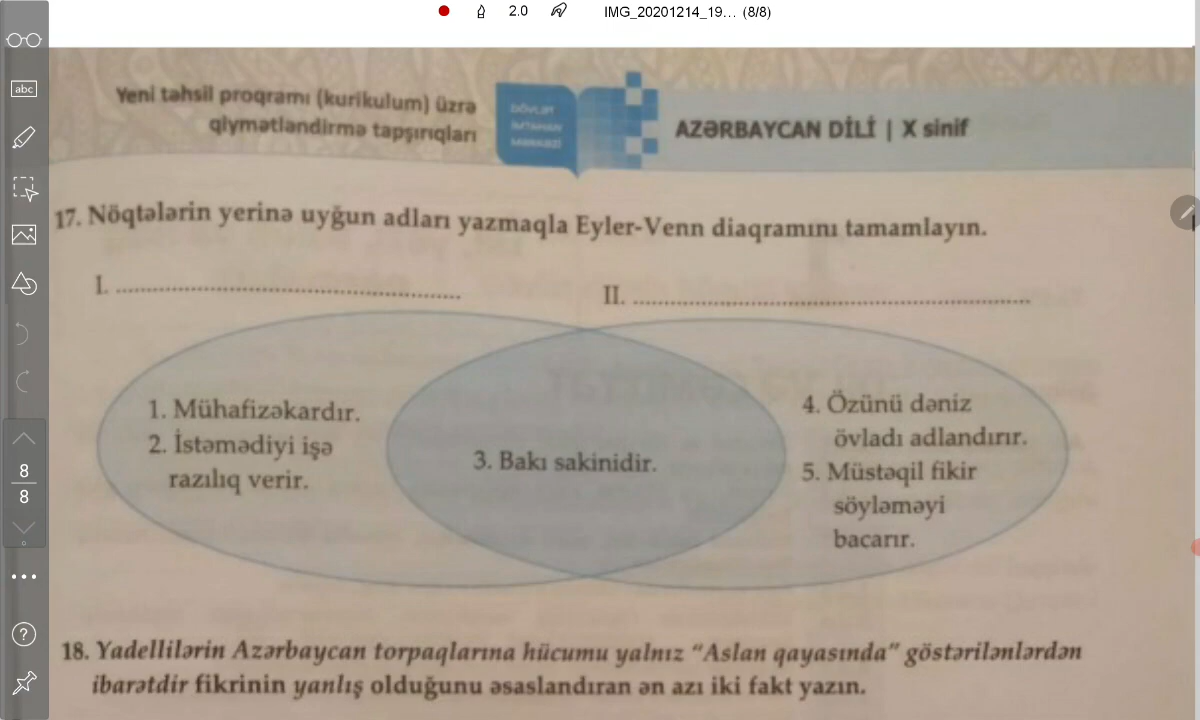 2.0 IMG_20201214_19... (8/8)
abc
Yeni təhsil proqramı (kurikulum) üzrə
qiymətləndirmə tapşırıqları
DÖVLƏT
İMTAHAN
MƏRKƏZİ
AZƏRBAYCAN DİLİ | X sinif
17. Nöqtələrin yerinə uyğun adları yazmaqla Eyler-Venn diaqramını tamamlayın.
I. ........................................
II. ........................................
1. Mühafizəkardır.
2. İstəmədiyi işə
razılıq verir.
3. Bakı sakinidir.
4. Özünü dəniz
övladı adlandırır.
5. Müstəqil fikir
söyləməyi
bacarır.
8
8
?
18. Yadellilərin Azərbaycan torpaqlarına hücumu yalnız “Aslan qayasında” göstərilənlərdən
ibarətdir fikrinin yanlış olduğunu əsaslandıran ən azı iki fakt yazın.